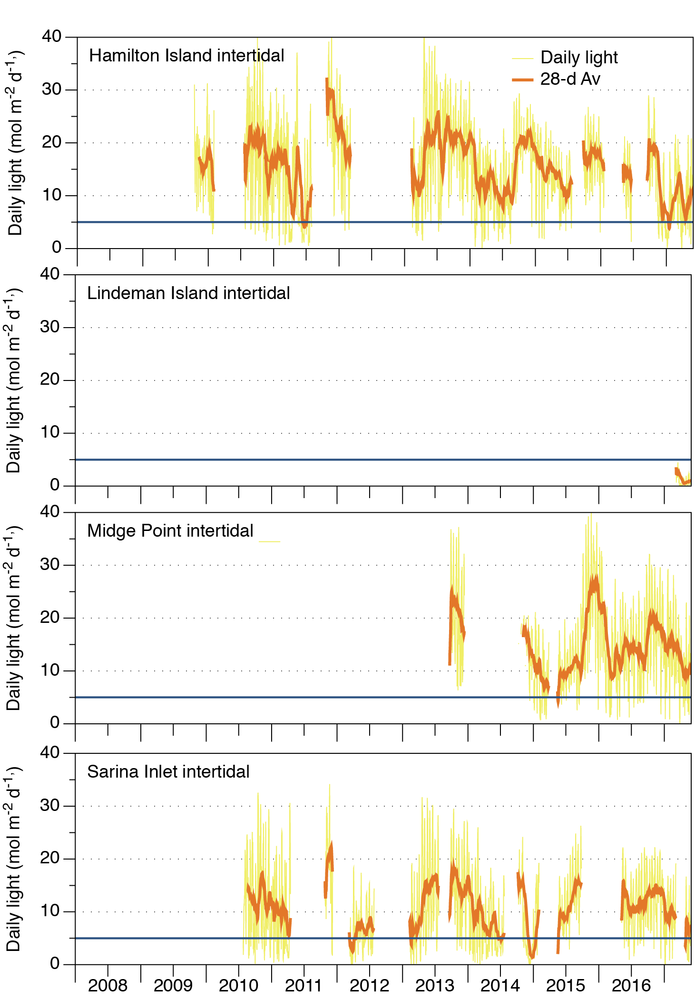 40
Hamilton Island intertidal
Daily light
28-d Av
30
20
10
0
Daily light (mol m-2 d-1,)
40
Lindeman Island intertidal
30
20
10
0
Daily light (mol m-2 d-1,)
40
Midge Point intertidal
30
20
10
0
Daily light (mol m-2 d-1,)
40
Sarina Inlet intertidal
30
20
10
0
Daily light (mol m-2 d-1,)
2008 2009 2010 2011 2012 2013 2014 2015 2016